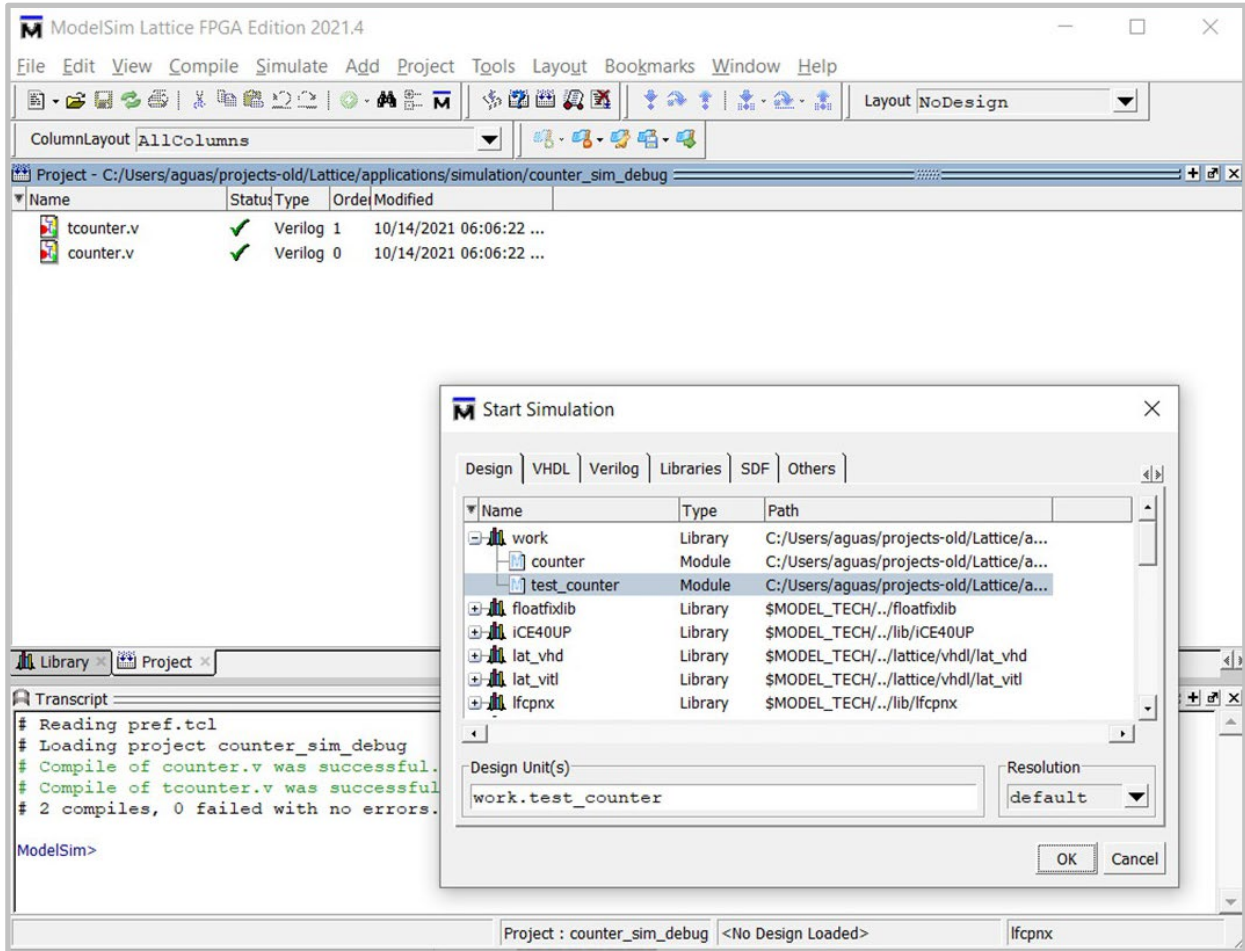 ModelSim Lattice FPGA Edition 2021.4
File Edit View Compile Simulate Add Project Tools Layout Bookmarks Window Help
Layout NoDesign
ColumnLayout AllColumns
Project - C:/Users/aguas/projects-old/Lattice/applications/simulation/counter_sim_debug
Name Status Type Order Modified
tcounter.v Verilog 1 10/14/2021 06:06:22 ...
counter.v Verilog 0 10/14/2021 06:06:22 ...
Start Simulation
Design VHDL Verilog Libraries SDF Others
Name Type Path
work Library C:/Users/aguas/projects-old/Lattice/a...
counter Module C:/Users/aguas/projects-old/Lattice/a...
test_counter Module C:/Users/aguas/projects-old/Lattice/a...
floatfixlib Library $MODEL_TECH/../floatfixlib
iCE40UP Library $MODEL_TECH/../lib/iCE40UP
lat_vhd Library $MODEL_TECH/../lattice/vhdl/lat_vhd
lat_vitl Library $MODEL_TECH/../lattice/vhdl/lat_vitl
lfcpnx Library $MODEL_TECH/../lib/lfcpnx
Design Unit(s) Resolution
work.test_counter default
OK Cancel
Library Project
Transcript
# Reading pref.tcl
# Loading project counter_sim_debug
# Compile of counter.v was successful.
# Compile of tcounter.v was successful
# 2 compiles, 0 failed with no errors.
ModelSim>
Project : counter_sim_debug <No Design Loaded> lfcpnx